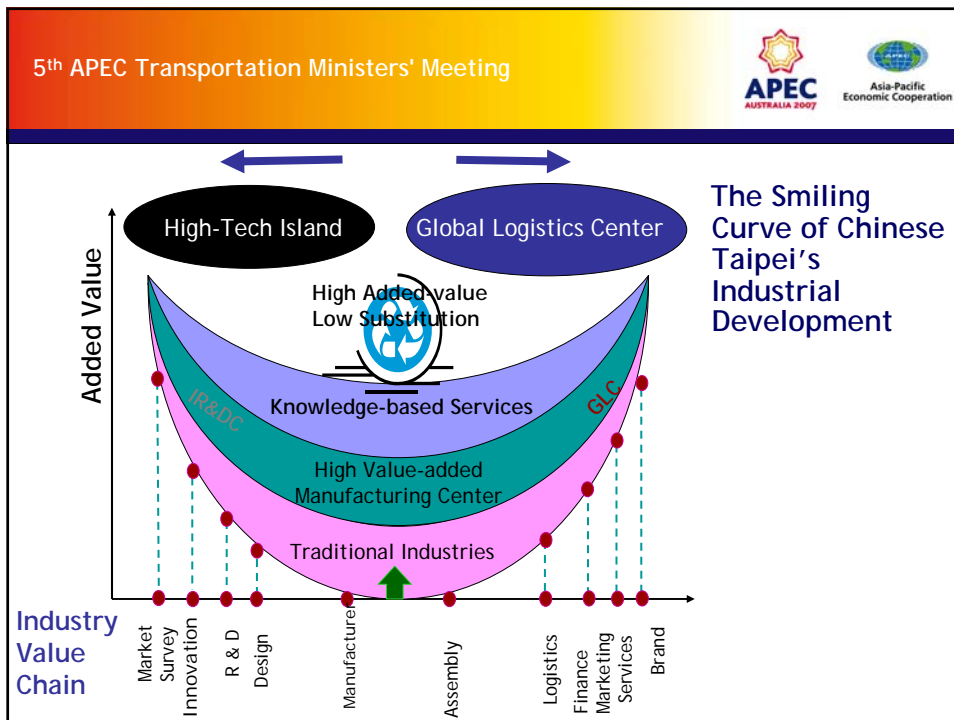 5th APEC Transportation Ministers' Meeting
APEC
AUSTRALIA 2007
APEC
Asia-Pacific
Economic Cooperation
High-Tech Island
Global Logistics Center
The Smiling
Curve of Chinese
Taipei's
Industrial
Development
Added Value
High Added-value
Low Substitution
IR&DC
GLC
Knowledge-based Services
High Value-added
Manufacturing Center
Traditional Industries
Industry
Value
Chain
Market
Survey
Innovation
R & D
Design
Manufacturer
Assembly
Logistics
Finance
Marketing
Services
Brand